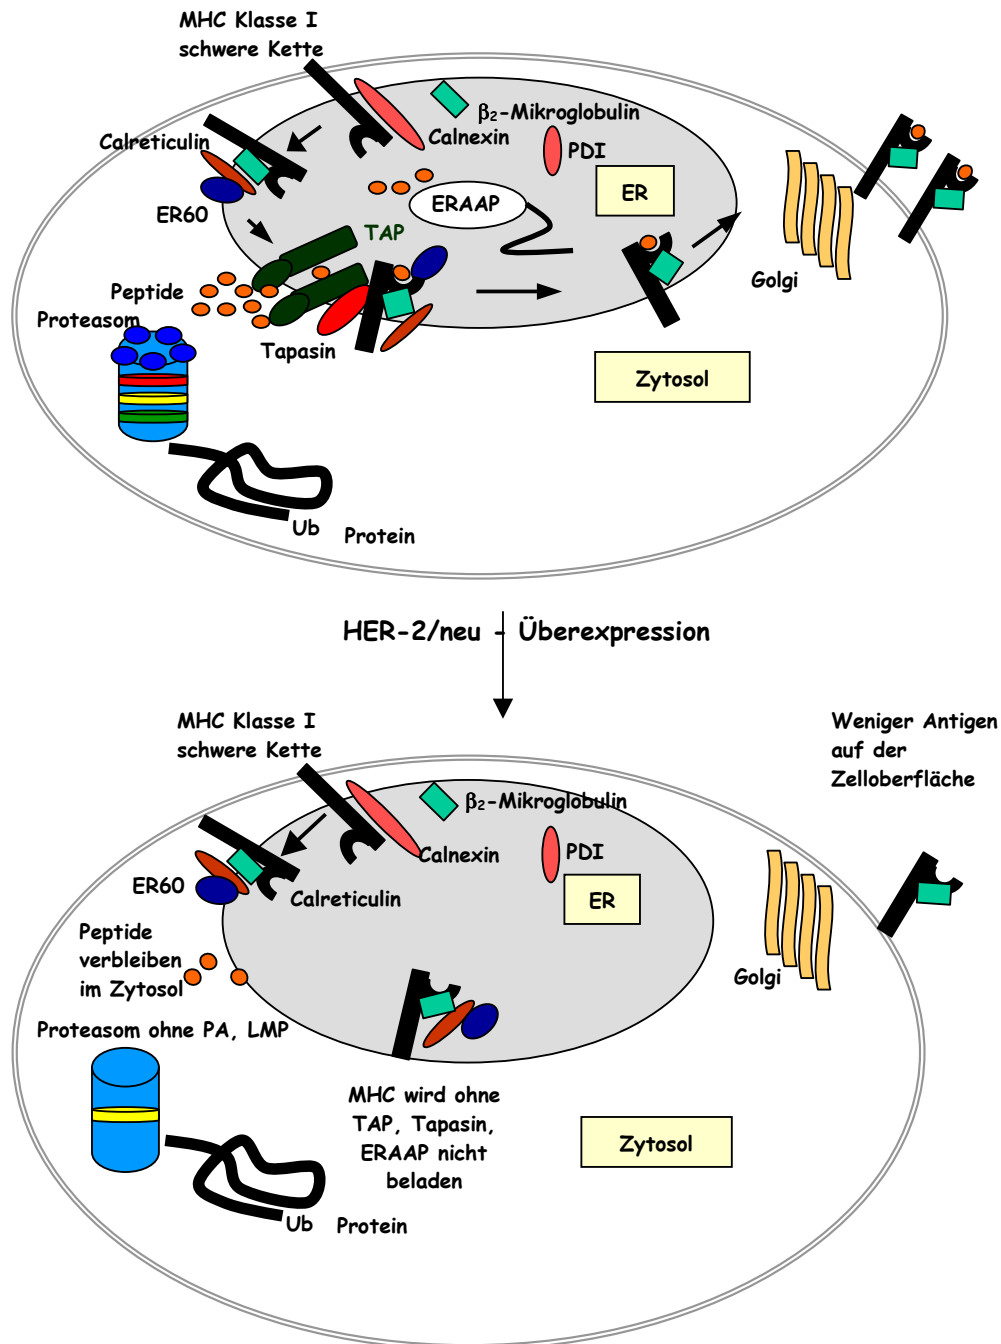 MHC Klasse I
schwere Kette
β₂-Mikroglobulin
Calreticulin
Calnexin
PDI
ER
ERAAP
ER60
TAP
Golgi
Peptide
Proteasom
Tapasin
Zytosol
Ub
Protein
HER-2/neu - Überexpression
MHC Klasse I
schwere Kette
Weniger Antigen
auf der
Zelloberfläche
β₂-Mikroglobulin
Calnexin
PDI
ER60
Calreticulin
ER
Peptide
verbleiben
im Zytosol
Golgi
Proteasom ohne PA, LMP
MHC wird ohne
TAP, Tapasin,
ERAAP nicht
beladen
Zytosol
Ub
Protein